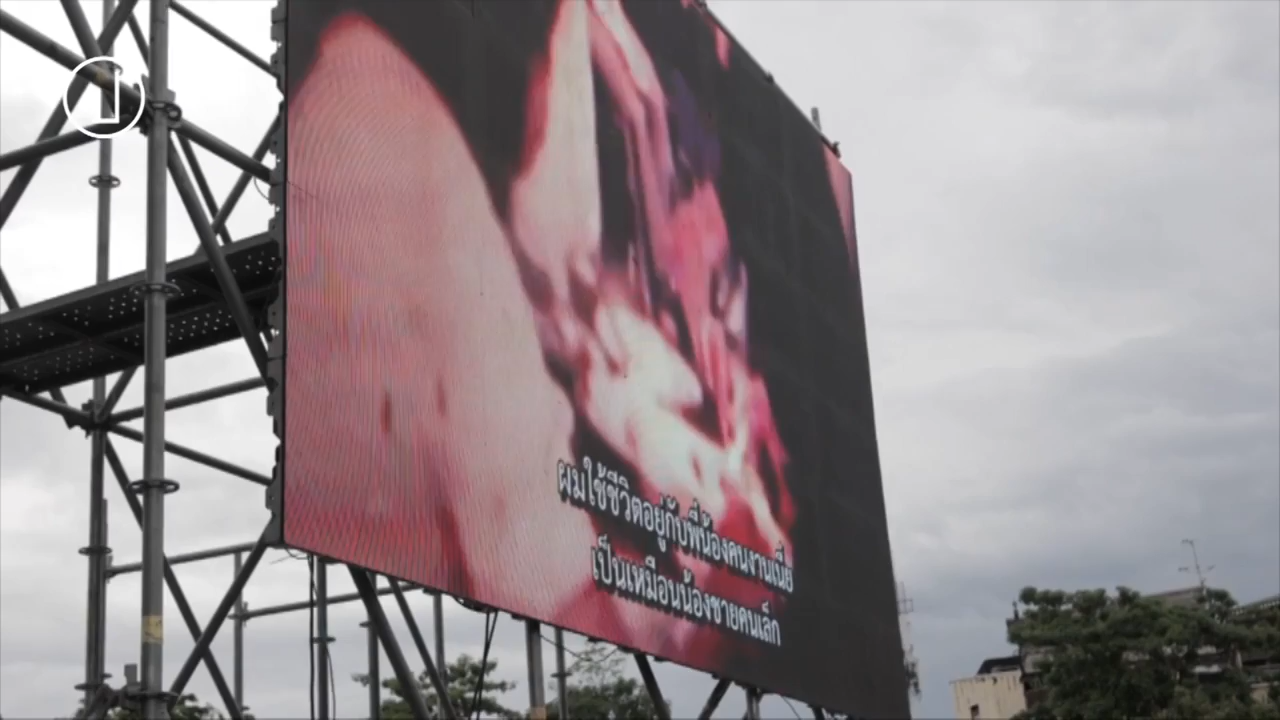 ผมใช้ชีวิตอยู่กับพี่น้องคนงานเนี่ย
เป็นเหมือนน้องชายคนเล็ก